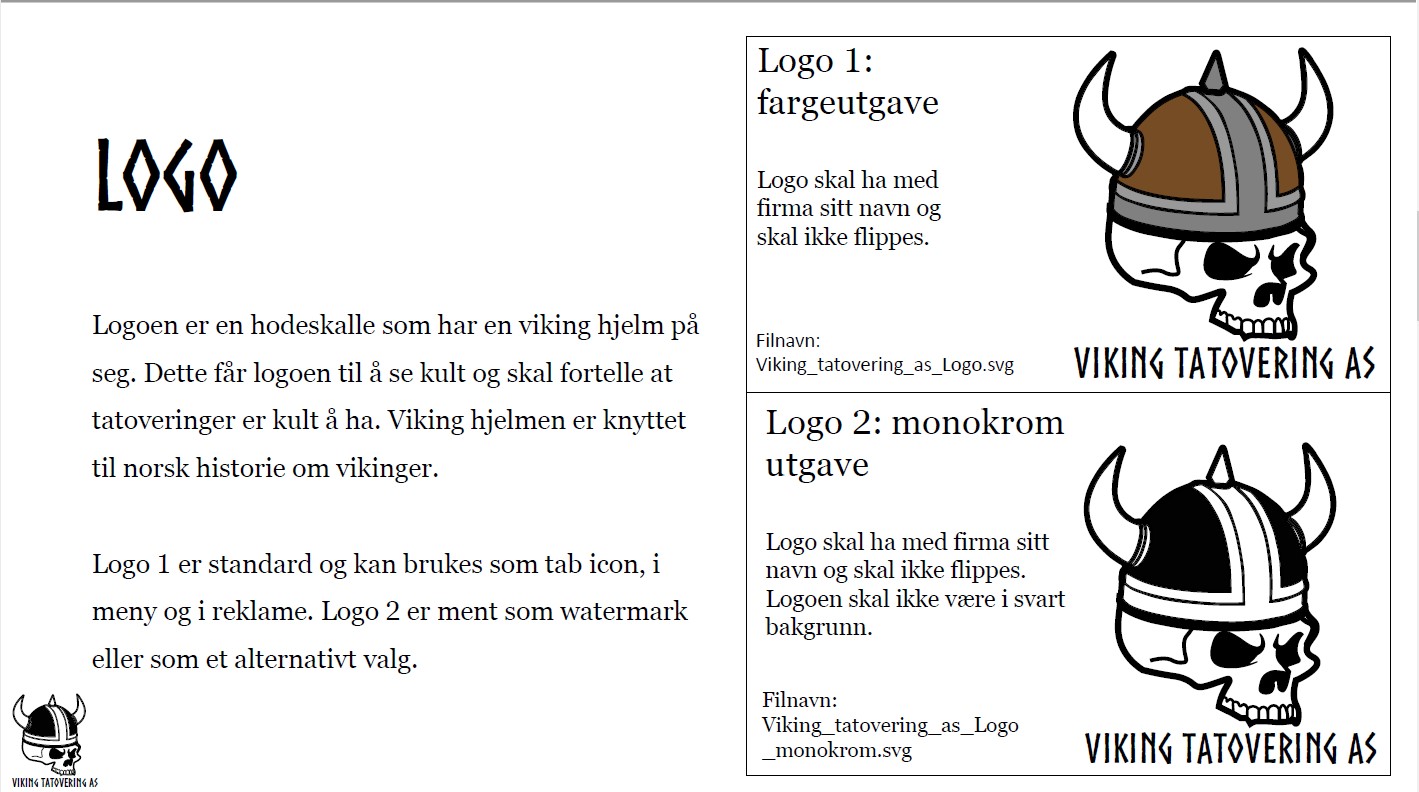 LOGO
Logoen er en hodeskalle som har en viking hjelm på
seg. Dette får logoen til å se kult og skal fortelle at
tatoveringer er kult å ha. Viking hjelmen er knyttet
til norsk historie om vikinger.
Logo 1 er standard og kan brukes som tab icon, i
meny og i reklame. Logo 2 er ment som watermark
eller som et alternativt valg.
VIKING TATOVERING AS
Logo 1:
fargeutgave
Logo skal ha med
firma sitt navn og
skal ikke flippes.
Filnavn:
Viking_tatovering_as_Logo.svg
VIKING TATOVERING AS
Logo 2: monokrom
utgave
Logo skal ha med firma sitt
navn og skal ikke flippes.
Logoen skal ikke være i svart
bakgrunn.
Filnavn:
Viking_tatovering_as_Logo
_monokrom.svg
VIKING TATOVERING AS